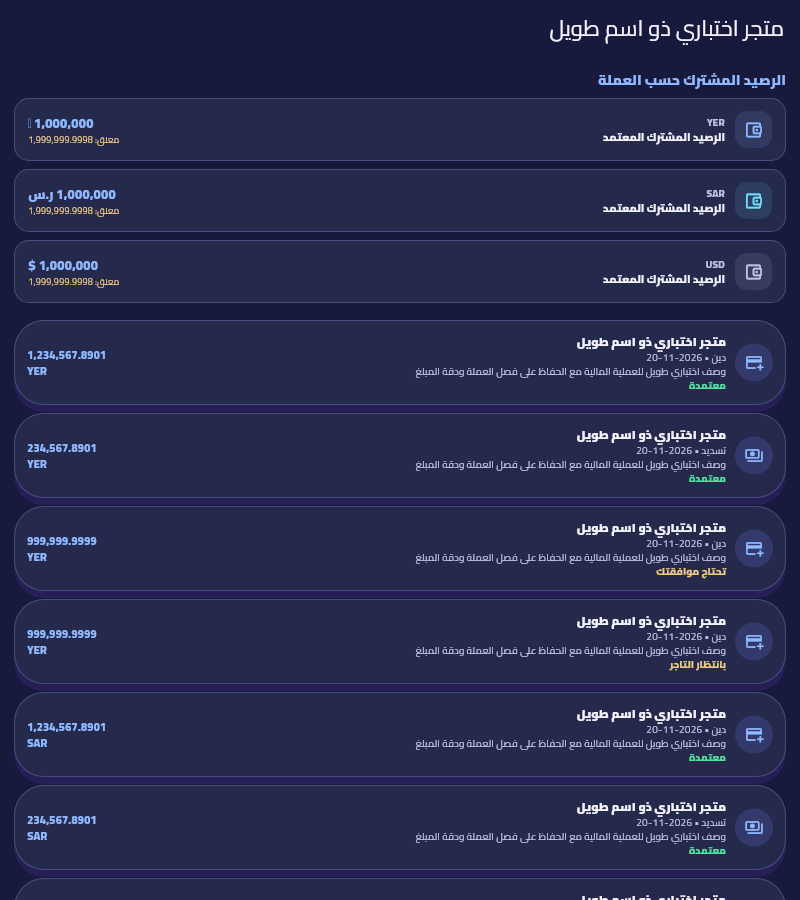 متجر اختباري ذو اسم طويل
الرصيد المشترك حسب العملة
YER
الرصيد المشترك المعتمد
1,000,000
معلق: 1,999,999.9998
SAR
الرصيد المشترك المعتمد
1,000,000 ر.س
معلق: 1,999,999.9998
USD
الرصيد المشترك المعتمد
$ 1,000,000
معلق: 1,999,999.9998
متجر اختباري ذو اسم طويل
دين • 2026-11-20
وصف اختباري طويل للعملية المالية مع الحفاظ على فصل العملة ودقة المبلغ
معتمدة
1,234,567.8901
YER
متجر اختباري ذو اسم طويل
تسديد • 2026-11-20
وصف اختباري طويل للعملية المالية مع الحفاظ على فصل العملة ودقة المبلغ
معتمدة
234,567.8901
YER
متجر اختباري ذو اسم طويل
دين • 2026-11-20
وصف اختباري طويل للعملية المالية مع الحفاظ على فصل العملة ودقة المبلغ
تحتاج موافقتك
999,999.9999
YER
متجر اختباري ذو اسم طويل
دين • 2026-11-20
وصف اختباري طويل للعملية المالية مع الحفاظ على فصل العملة ودقة المبلغ
بانتظار التاجر
999,999.9999
YER
متجر اختباري ذو اسم طويل
دين • 2026-11-20
وصف اختباري طويل للعملية المالية مع الحفاظ على فصل العملة ودقة المبلغ
معتمدة
1,234,567.8901
SAR
متجر اختباري ذو اسم طويل
تسديد • 2026-11-20
وصف اختباري طويل للعملية المالية مع الحفاظ على فصل العملة ودقة المبلغ
معتمدة
234,567.8901
SAR